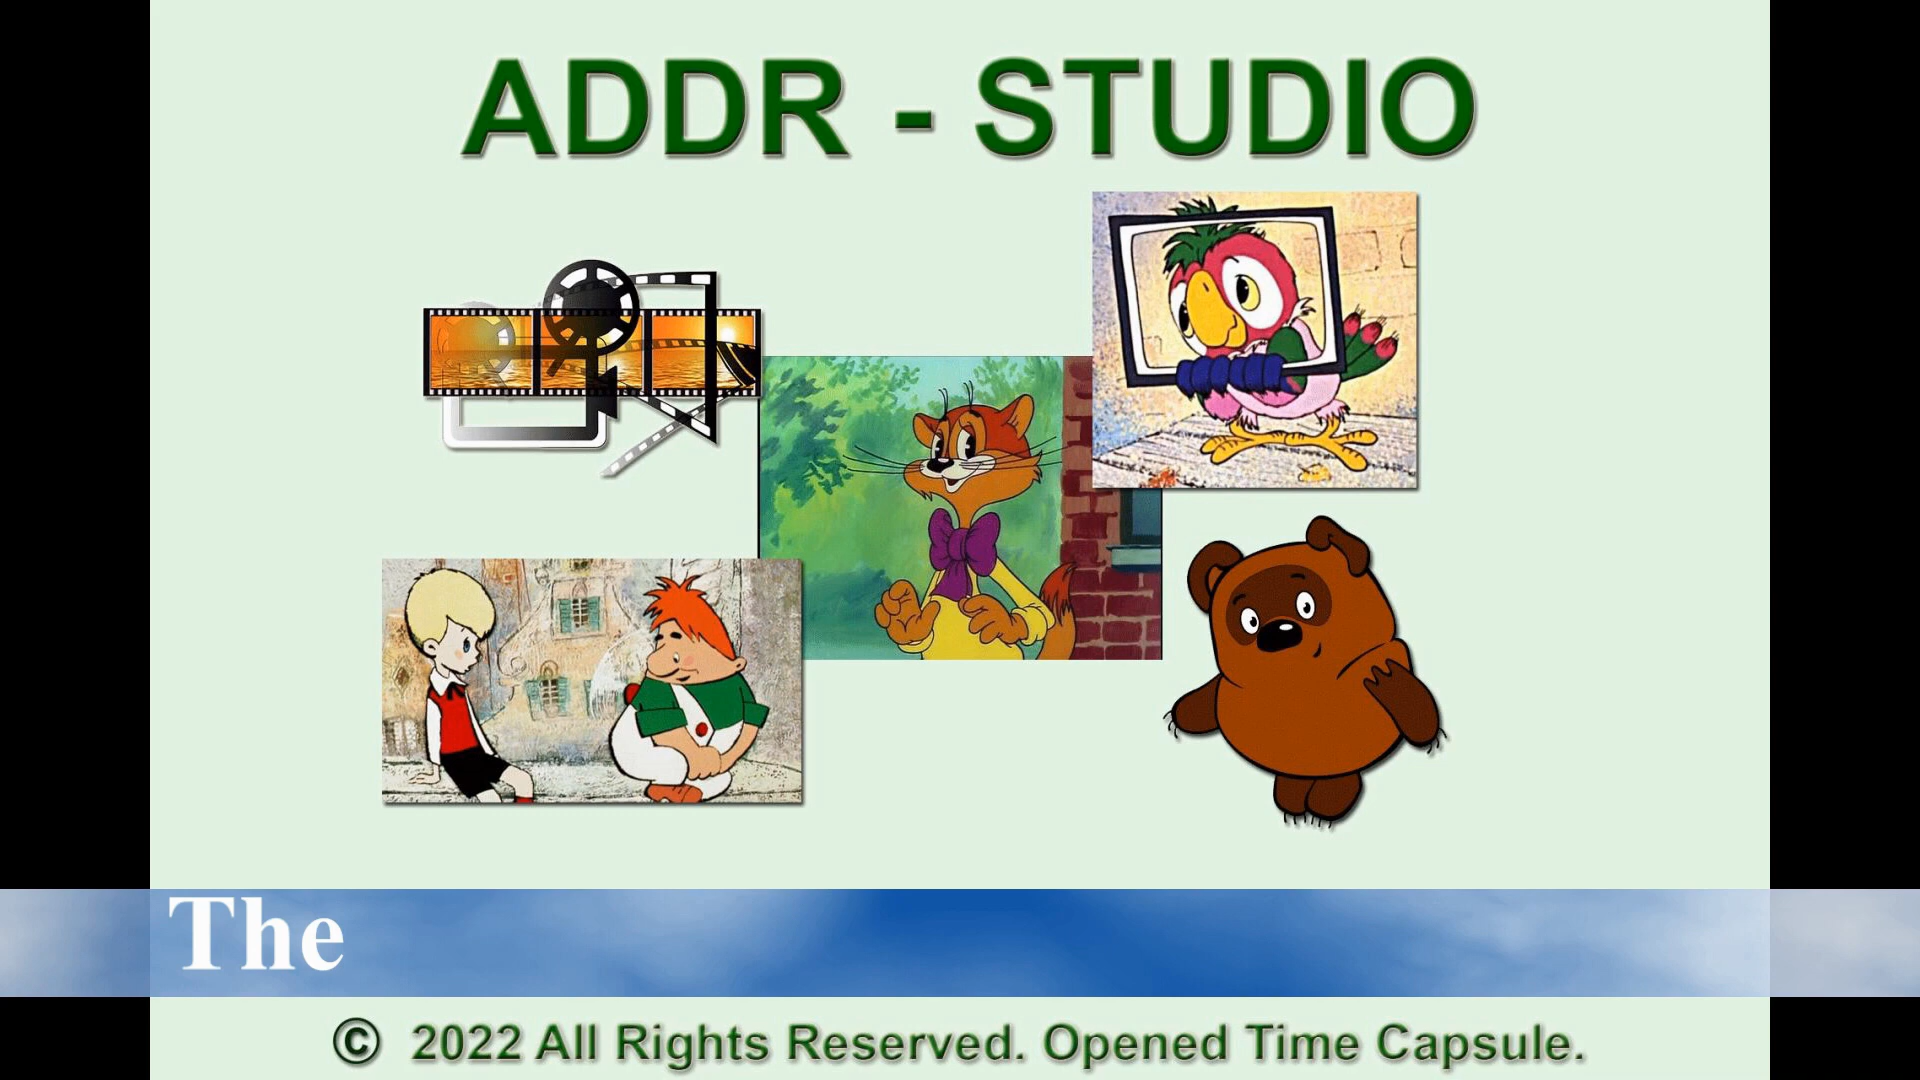 ADDR - STUDIO
The
© 2022 All Rights Reserved. Opened Time Capsule.